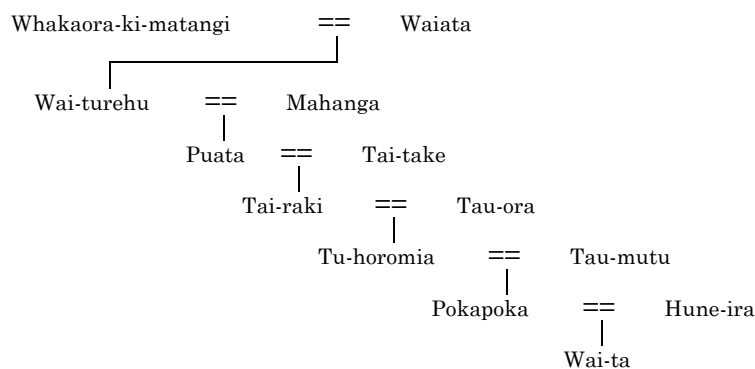 Whakaora-ki-matangi == Waiata
Wai-turehu == Mahanga
Puata == Tai-take
Tai-raki == Tau-ora
Tu-horomia == Tau-mutu
Pokapoka == Hune-ira
Wai-ta